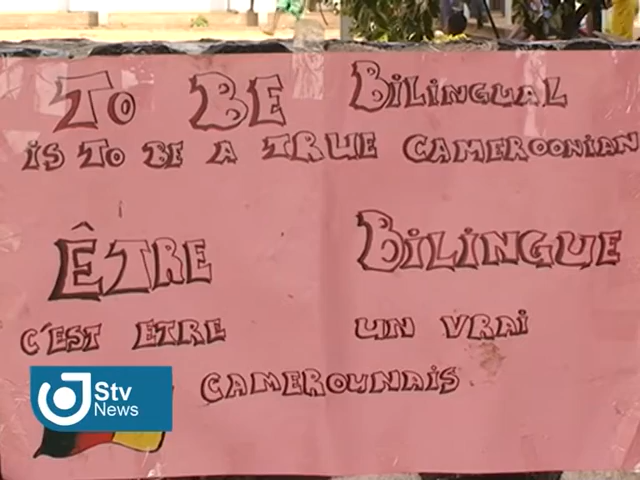 To BE BiLiNGUAL
iS TO BE A TRUE CAMEROONIAN
ÊTRE BiLiNGUE
C'EST ETRE UN VRAi
CAMEROUNAiS
Stv
News